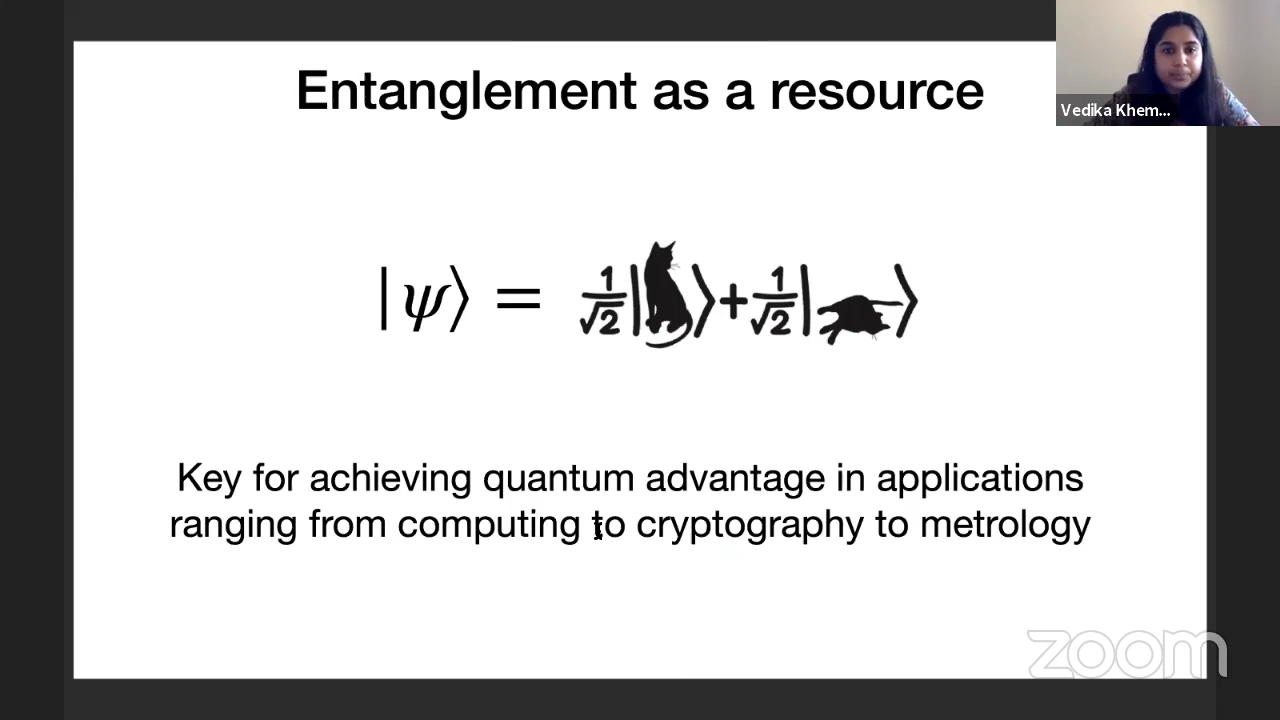 Entanglement as a resource
Vedika Khem...
|ψ⟩ = 1/√2| ⟩+1/√2| ⟩
Key for achieving quantum advantage in applications
ranging from computing to cryptography to metrology
zoom